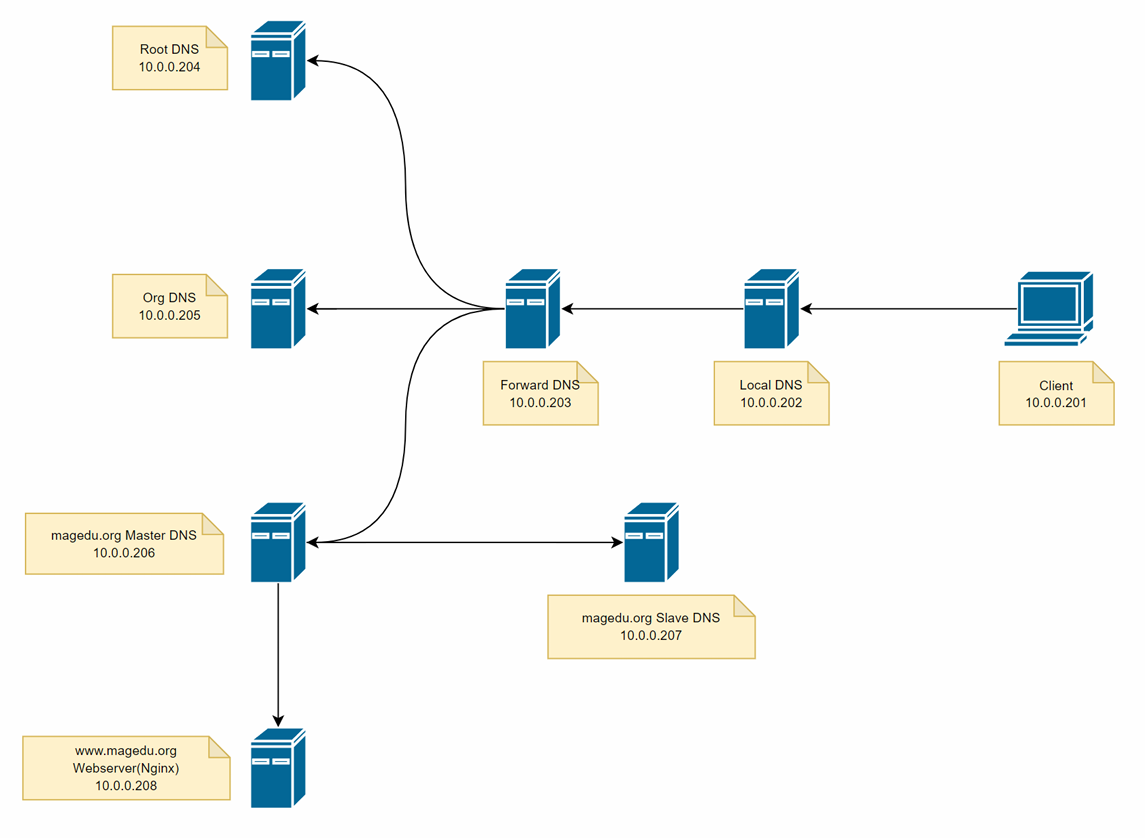 Root DNS
10.0.0.204
Org DNS
10.0.0.205
Forward DNS
10.0.0.203
Local DNS
10.0.0.202
Client
10.0.0.201
magedu.org Master DNS
10.0.0.206
magedu.org Slave DNS
10.0.0.207
www.magedu.org
Webserver(Nginx)
10.0.0.208